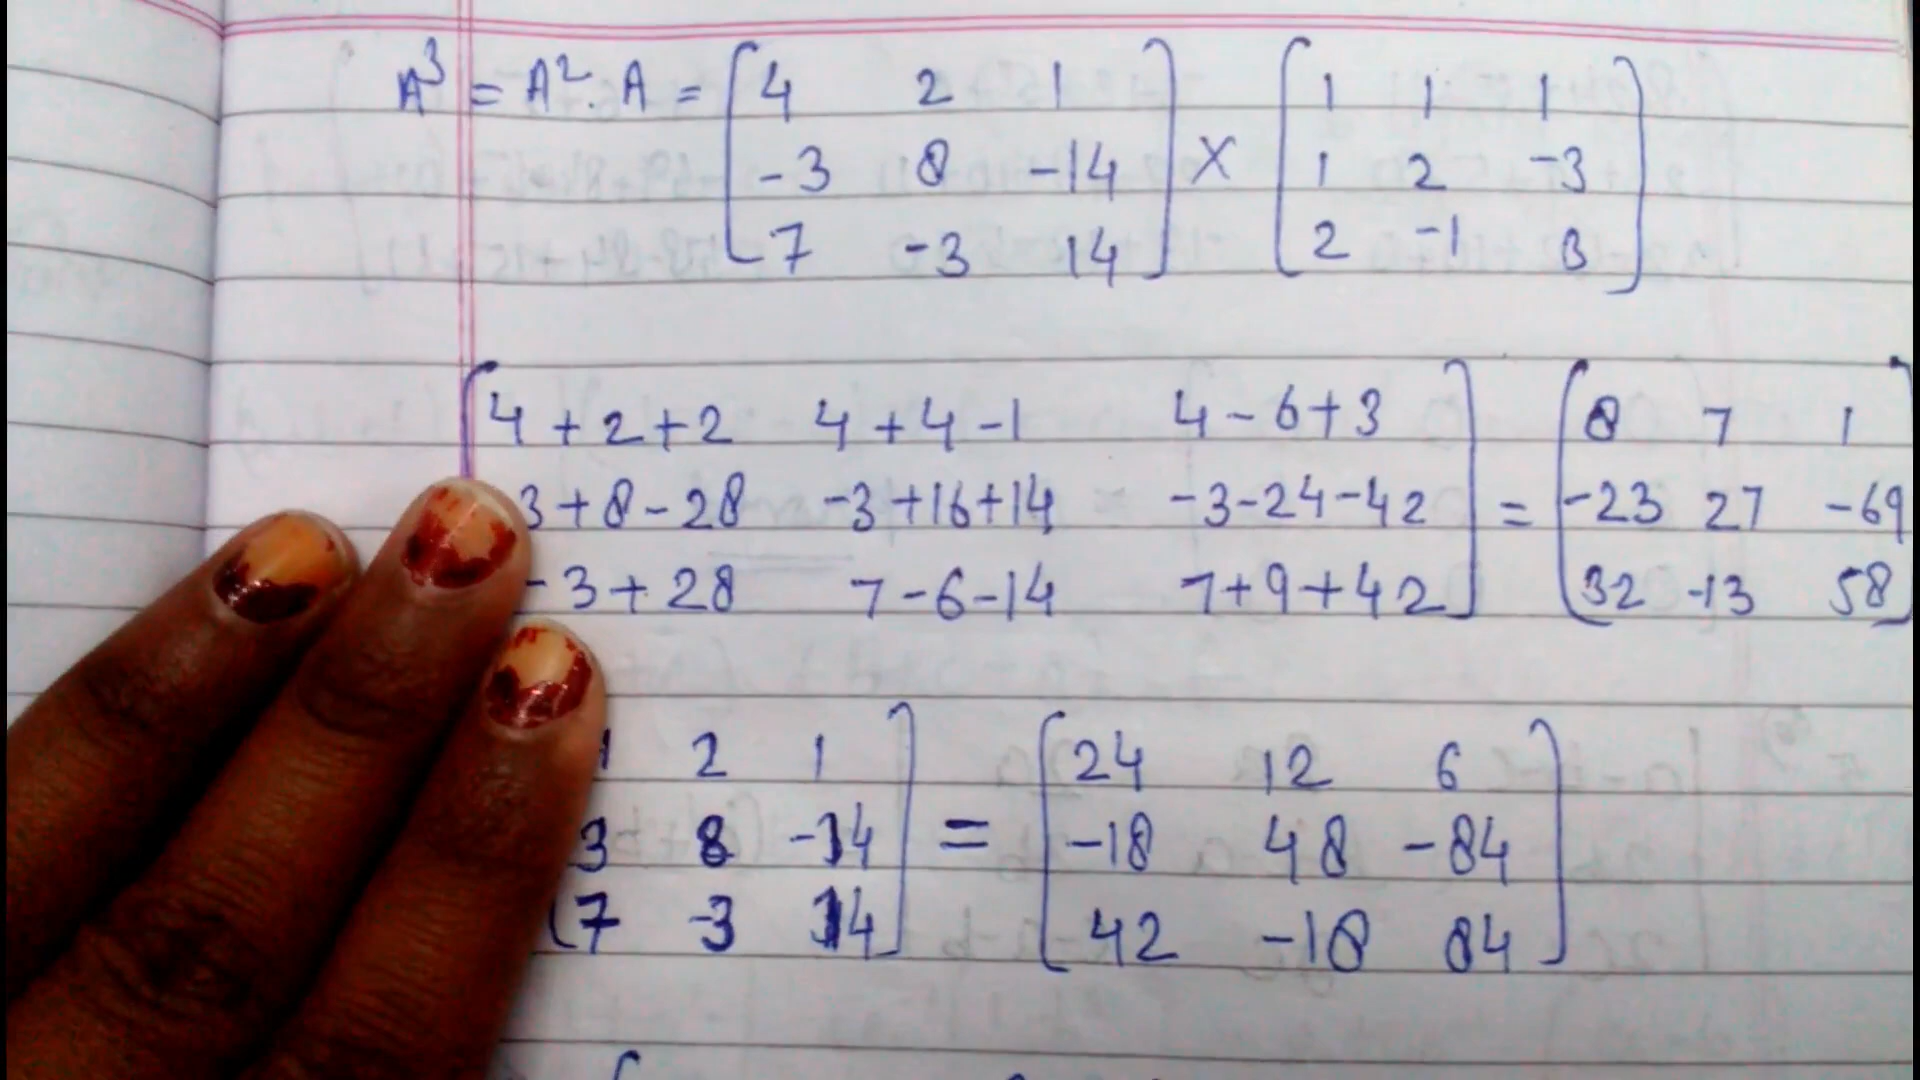 A³ = A². A = [4 2 1] × [1 1 1]
[-3 8 -14] [1 2 -3]
[7 -3 14] [2 -1 3]
[4+2+2 4+4-1 4-6+3] = [8 7 1]
3+8-28 -3+16+14 -3-24-42] [-23 27 -69
-3+28 7-6-14 7+9+42] [32 -13 58]
2 1] = [24 12 6]
3 8 -14] [-18 48 -84]
[7 -3 14] [42 -18 84]